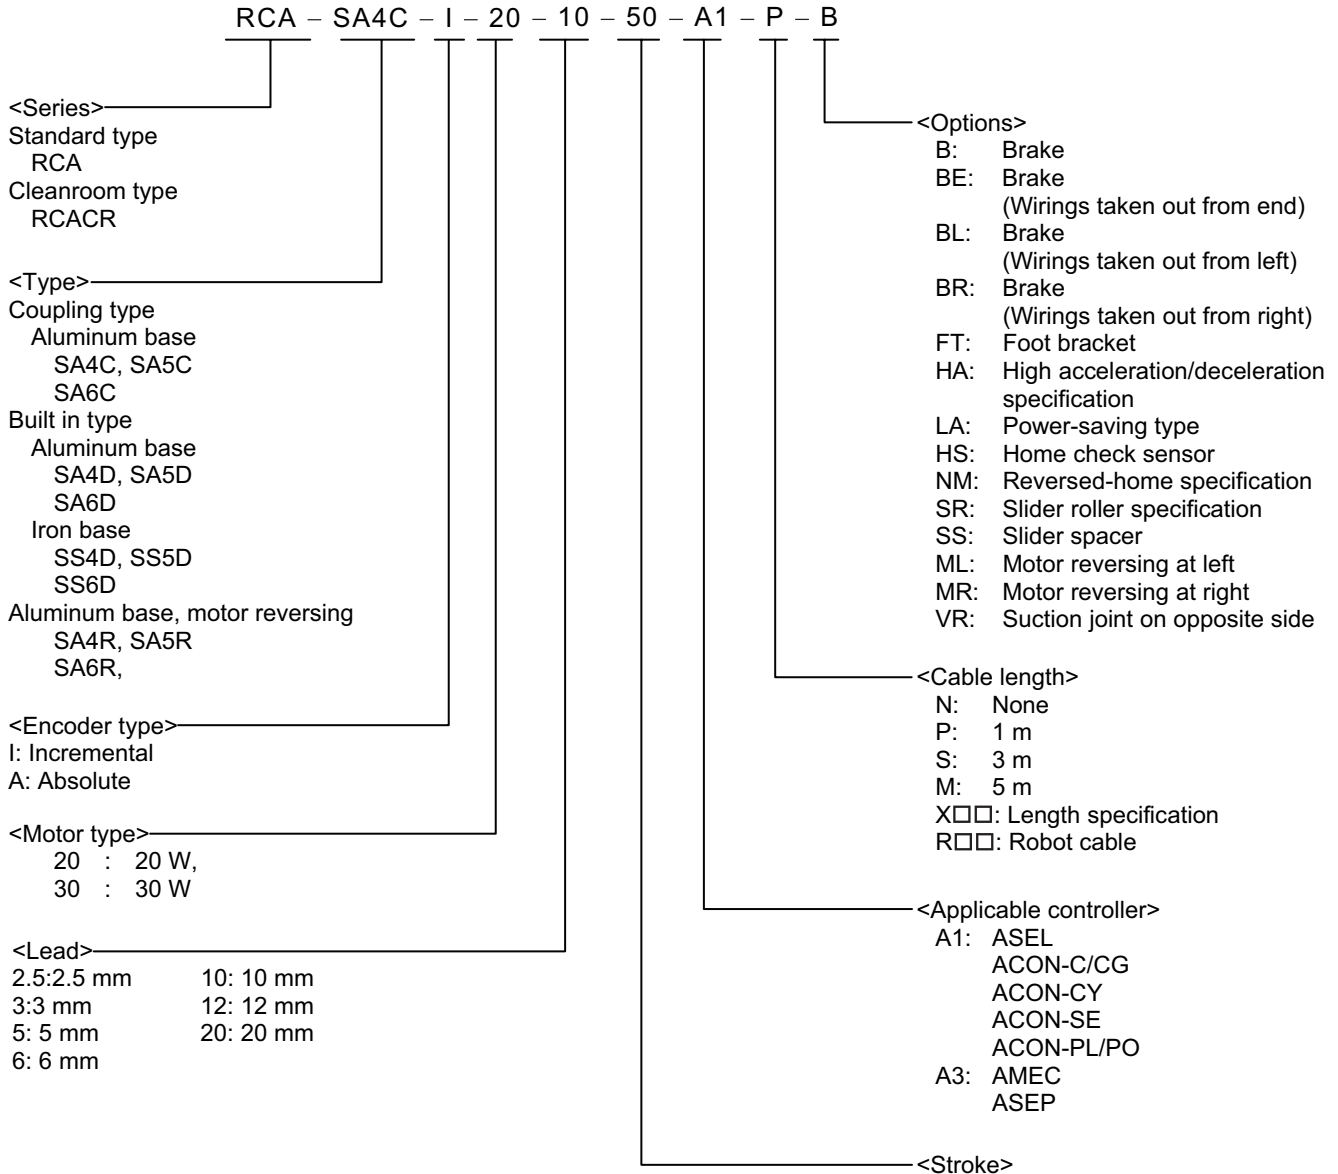 RCA – SA4C – I – 20 – 10 – 50 – A1 – P – B
<Series>
Standard type
RCA
Cleanroom type
RCACR
<Type>
Coupling type
Aluminum base
SA4C, SA5C
SA6C
Built in type
Aluminum base
SA4D, SA5D
SA6D
Iron base
SS4D, SS5D
SS6D
Aluminum base, motor reversing
SA4R, SA5R
SA6R,
<Encoder type>
I: Incremental
A: Absolute
<Motor type>
20 : 20 W,
30 : 30 W
<Lead>
2.5:2.5 mm 10: 10 mm
3:3 mm 12: 12 mm
5: 5 mm 20: 20 mm
6: 6 mm
<Options>
B: Brake
BE: Brake
(Wirings taken out from end)
BL: Brake
(Wirings taken out from left)
BR: Brake
(Wirings taken out from right)
FT: Foot bracket
HA: High acceleration/deceleration
specification
LA: Power-saving type
HS: Home check sensor
NM: Reversed-home specification
SR: Slider roller specification
SS: Slider spacer
ML: Motor reversing at left
MR: Motor reversing at right
VR: Suction joint on opposite side
<Cable length>
N: None
P: 1 m
S: 3 m
M: 5 m
X□□: Length specification
R□□: Robot cable
<Applicable controller>
A1: ASEL
ACON-C/CG
ACON-CY
ACON-SE
ACON-PL/PO
A3: AMEC
ASEP
<Stroke>